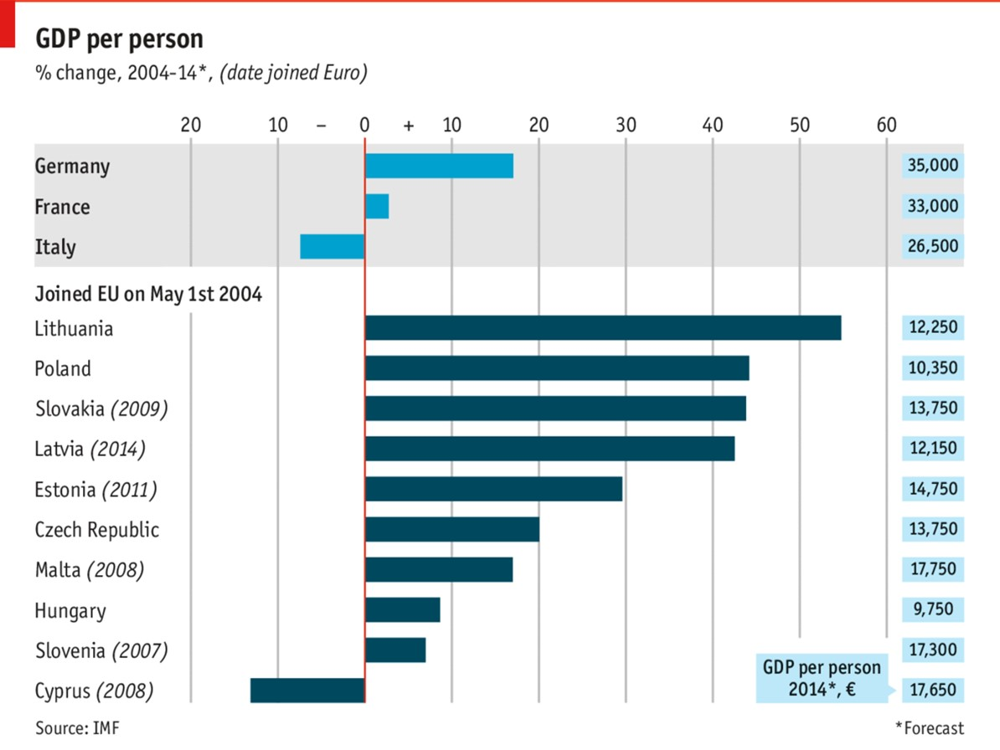 GDP per person
% change, 2004-14*, (date joined Euro)
20 10 – 0 + 10 20 30 40 50 60
Germany 35,000
France 33,000
Italy 26,500
Joined EU on May 1st 2004
Lithuania 12,250
Poland 10,350
Slovakia (2009) 13,750
Latvia (2014) 12,150
Estonia (2011) 14,750
Czech Republic 13,750
Malta (2008) 17,750
Hungary 9,750
Slovenia (2007) 17,300
Cyprus (2008) 17,650
GDP per person
2014*, €
Source: IMF
*Forecast